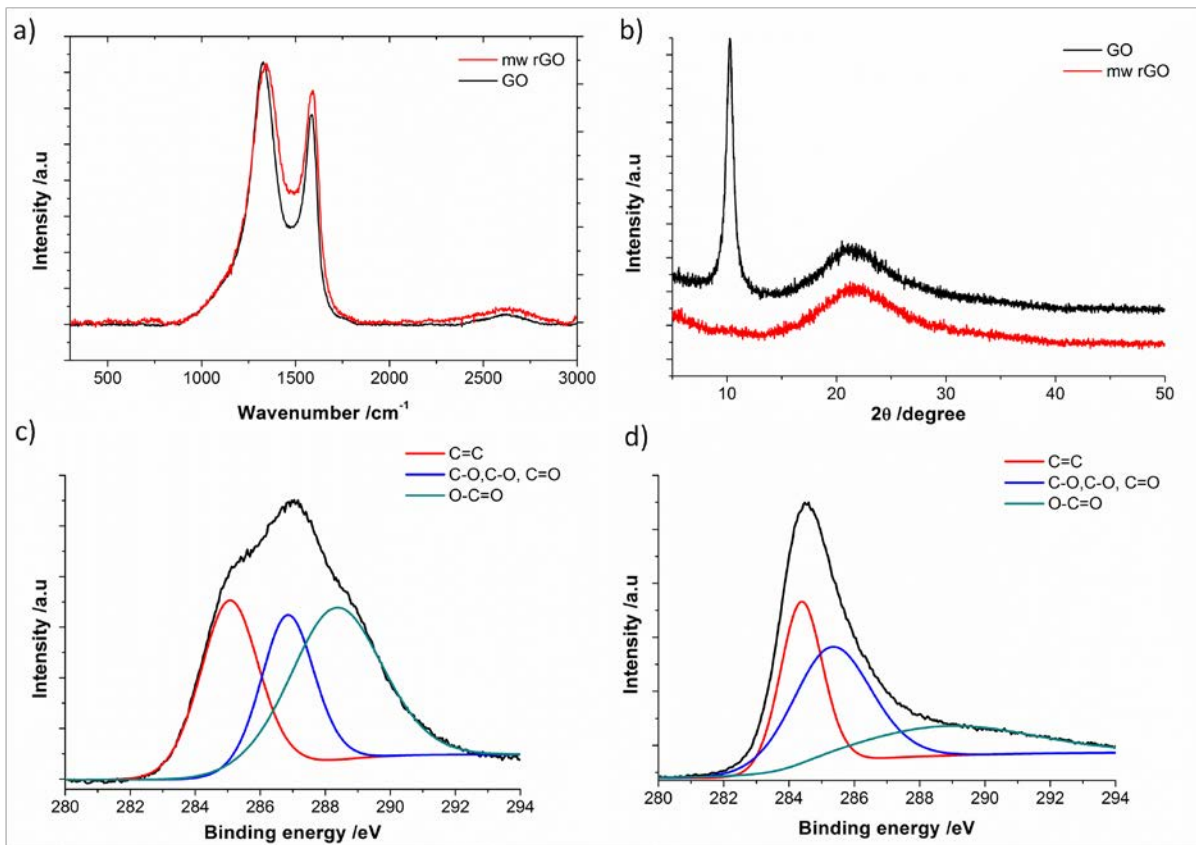 a)
mw rGO
GO
Intensity /a.u
500 1000 1500 2000 2500 3000
Wavenumber /cm⁻¹
b)
GO
mw rGO
Intensity /a.u
10 20 30 40 50
2θ /degree
c)
C=C
C-O,C-O, C=O
O-C=O
Intensity /a.u
280 282 284 286 288 290 292 294
Binding energy /eV
d)
C=C
C-O,C-O, C=O
O-C=O
Intensity /a.u
280 282 284 286 288 290 292 294
Binding energy /eV